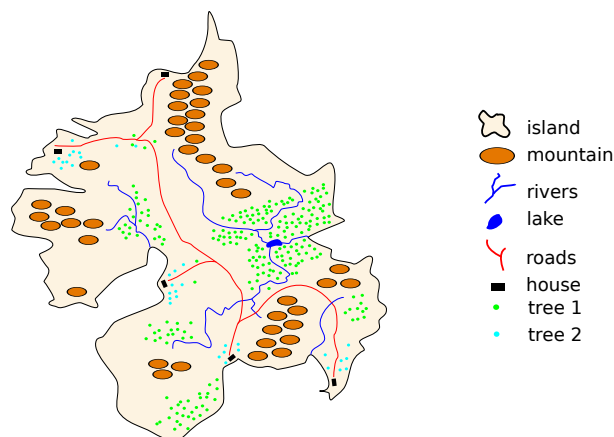 island
mountain
rivers
lake
roads
house
tree 1
tree 2